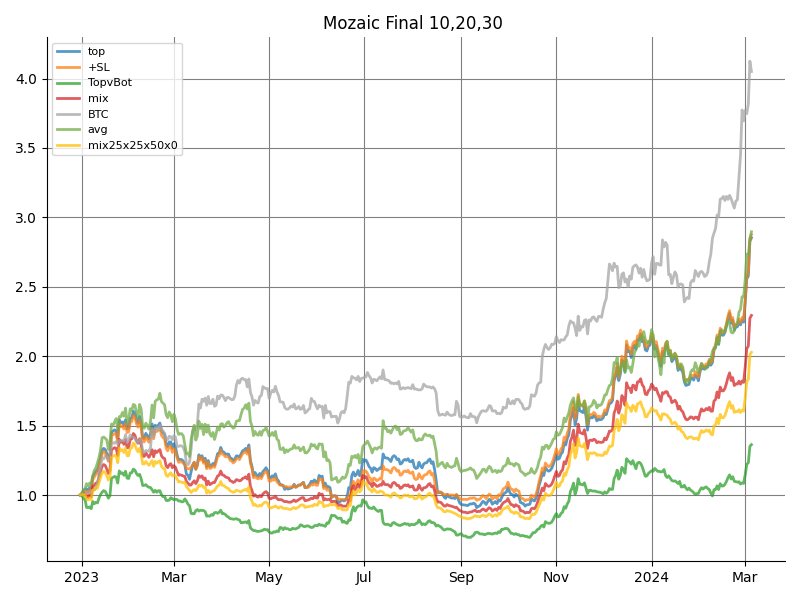 Mozaic Final 10,20,30
top
+SL
TopvBot
mix
BTC
avg
mix25x25x50x0
4.0
3.5
3.0
2.5
2.0
1.5
1.0
2023 Mar May Jul Sep Nov 2024 Mar